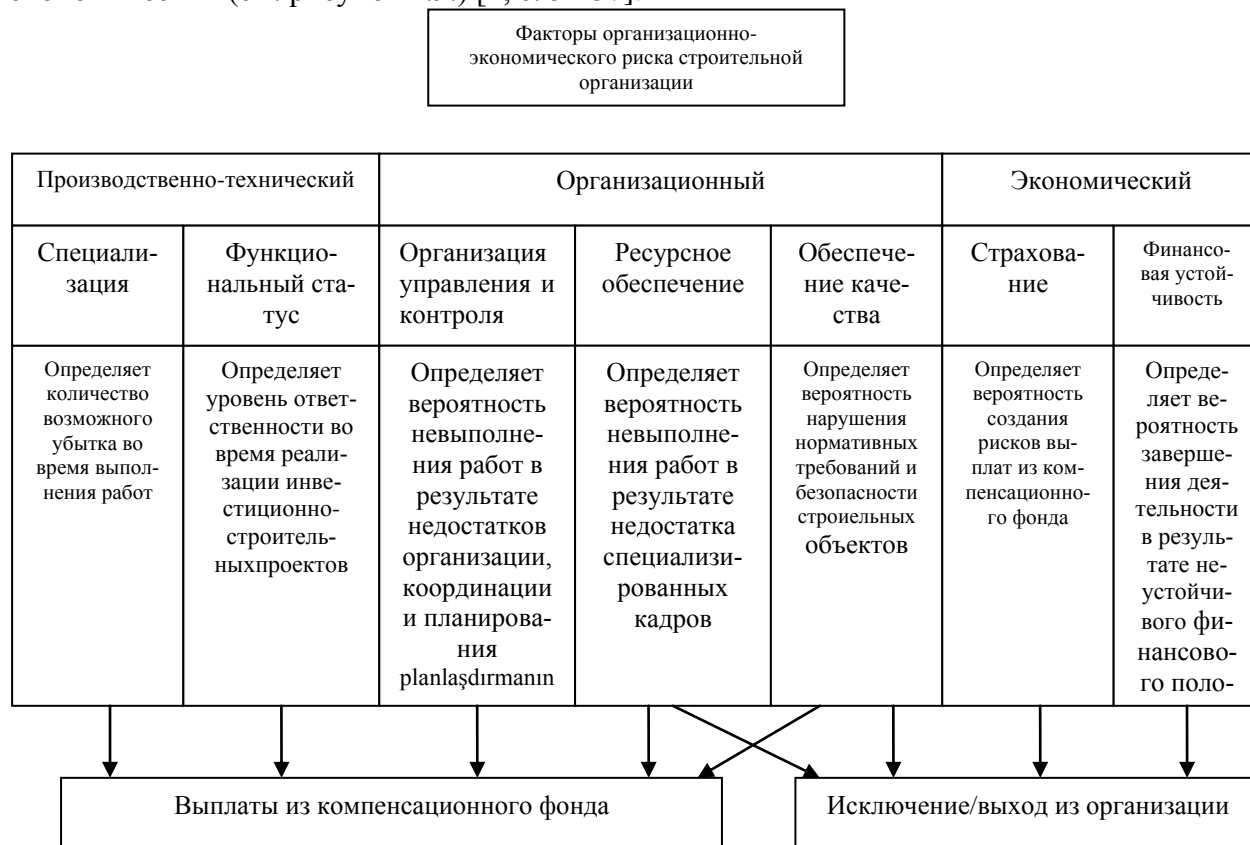 Факторы организационно-
экономического риска строительной
организации
Производственно-технический
Организационный
Экономический
Специали-
зация
Функцио-
нальный ста-
тус
Организация
управления и
контроля
Ресурсное
обеспечение
Обеспече-
ние каче-
ства
Страхова-
ние
Финансо-
вая устой-
чивость
Определяет
количество
возможного
убытка во
время выпол-
нения работ
Определяет
уровень ответ-
ственности во
время реали-
зации инве-
стиционно-
строитель-
ныхпроектов
Определяет
вероятность
невыполне-
ния работ в
результате
недостатков
организации,
координации
и планирова-
ния
planlaşdırmanın
Определяет
вероятность
невыполне-
ния работ в
результате
недостатка
специализи-
рованных
кадров
Определяет
вероятность
нарушения
нормативных
требований и
безопасности
строиельных
объектов
Определяет
вероятность
создания
рисков вы-
плат из ком-
пенсационно-
го фонда
Опреде-
ляет ве-
роятность
заверше-
ния дея-
тельности
в резуль-
тате не-
устойчи-
вого фи-
нансово-
го поло-
Выплаты из компенсационного фонда
Исключение/выход из организации